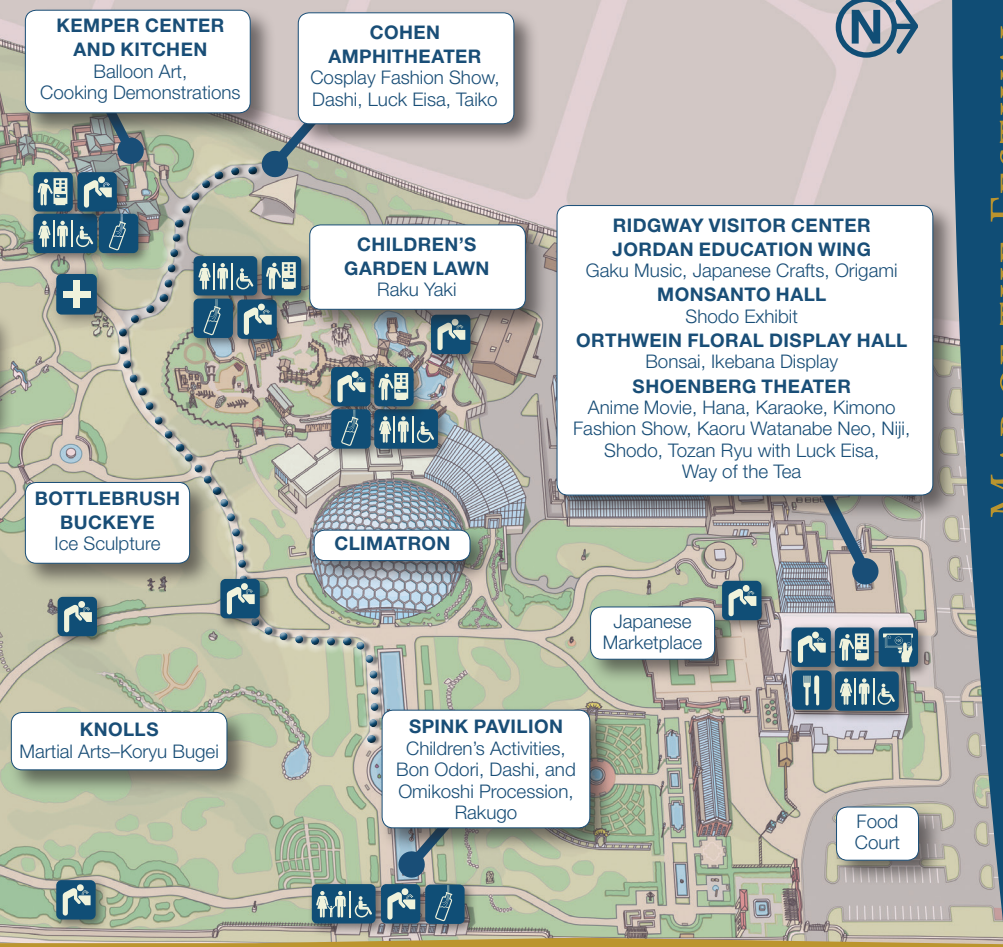 KEMPER CENTER
AND KITCHEN
Balloon Art,
Cooking Demonstrations
COHEN
AMPHITHEATER
Cosplay Fashion Show,
Dashi, Luck Eisa, Taiko
N
CHILDREN'S
GARDEN LAWN
Raku Yaki
RIDGWAY VISITOR CENTER
JORDAN EDUCATION WING
Gaku Music, Japanese Crafts, Origami
MONSANTO HALL
Shodo Exhibit
ORTHWEIN FLORAL DISPLAY HALL
Bonsai, Ikebana Display
SHOENBERG THEATER
Anime Movie, Hana, Karaoke, Kimono
Fashion Show, Kaoru Watanabe Neo, Niji,
Shodo, Tozan Ryu with Luck Eisa,
Way of the Tea
BOTTLEBRUSH
BUCKEYE
Ice Sculpture
CLIMATRON
Japanese
Marketplace
KNOLLS
Martial Arts–Koryu Bugei
SPINK PAVILION
Children's Activities,
Bon Odori, Dashi, and
Omikoshi Procession,
Rakugo
Food
Court